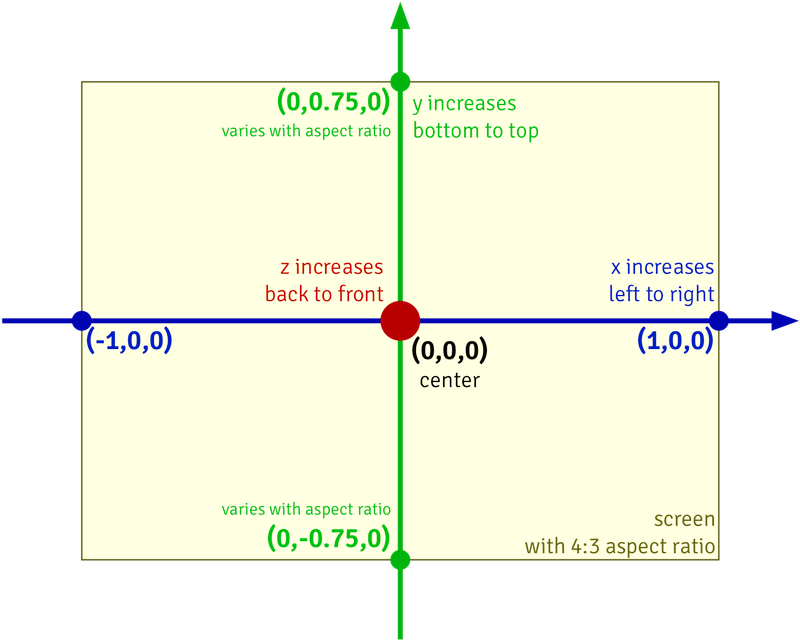 (0,0.75,0)
varies with aspect ratio
y increases
bottom to top
z increases
back to front
x increases
left to right
(-1,0,0)
(0,0,0)
center
(1,0,0)
varies with aspect ratio
(0,-0.75,0)
screen
with 4:3 aspect ratio